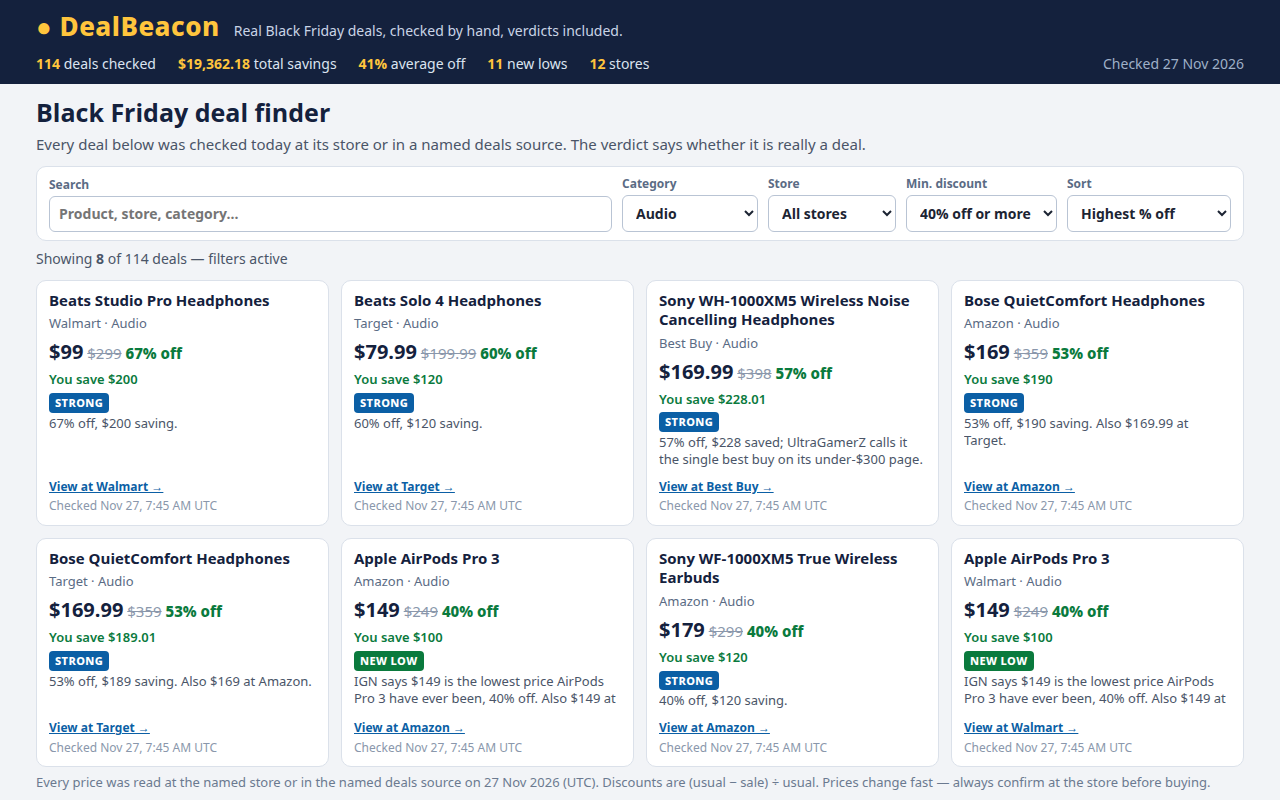 DealBeacon Real Black Friday deals, checked by hand, verdicts included.
114 deals checked $19,362.18 total savings 41% average off 11 new lows 12 stores Checked 27 Nov 2026
Black Friday deal finder
Every deal below was checked today at its store or in a named deals source. The verdict says whether it is really a deal.
Search Category Store Min. discount Sort
Product, store, category... Audio All stores 40% off or more Highest % off
Showing 8 of 114 deals — filters active
Beats Studio Pro Headphones
Walmart · Audio
$99 $299 67% off
You save $200
STRONG
67% off, $200 saving.
View at Walmart →
Checked Nov 27, 7:45 AM UTC
Beats Solo 4 Headphones
Target · Audio
$79.99 $199.99 60% off
You save $120
STRONG
60% off, $120 saving.
View at Target →
Checked Nov 27, 7:45 AM UTC
Sony WH-1000XM5 Wireless Noise
Cancelling Headphones
Best Buy · Audio
$169.99 $398 57% off
You save $228.01
STRONG
57% off, $228 saved; UltraGamerZ calls it
the single best buy on its under-$300 page.
View at Best Buy →
Checked Nov 27, 7:45 AM UTC
Bose QuietComfort Headphones
Amazon · Audio
$169 $359 53% off
You save $190
STRONG
53% off, $190 saving. Also $169.99 at
Target.
View at Amazon →
Checked Nov 27, 7:45 AM UTC
Bose QuietComfort Headphones
Target · Audio
$169.99 $359 53% off
You save $189.01
STRONG
53% off, $189 saving. Also $169 at Amazon.
View at Target →
Checked Nov 27, 7:45 AM UTC
Apple AirPods Pro 3
Amazon · Audio
$149 $249 40% off
You save $100
NEW LOW
IGN says $149 is the lowest price AirPods
Pro 3 have ever been, 40% off. Also $149 at
View at Amazon →
Checked Nov 27, 7:45 AM UTC
Sony WF-1000XM5 True Wireless
Earbuds
Amazon · Audio
$179 $299 40% off
You save $120
STRONG
40% off, $120 saving.
View at Amazon →
Checked Nov 27, 7:45 AM UTC
Apple AirPods Pro 3
Walmart · Audio
$149 $249 40% off
You save $100
NEW LOW
IGN says $149 is the lowest price AirPods
Pro 3 have ever been, 40% off. Also $149 at
View at Walmart →
Checked Nov 27, 7:45 AM UTC
Every price was read at the named store or in the named deals source on 27 Nov 2026 (UTC). Discounts are (usual − sale) ÷ usual. Prices change fast — always confirm at the store before buying.